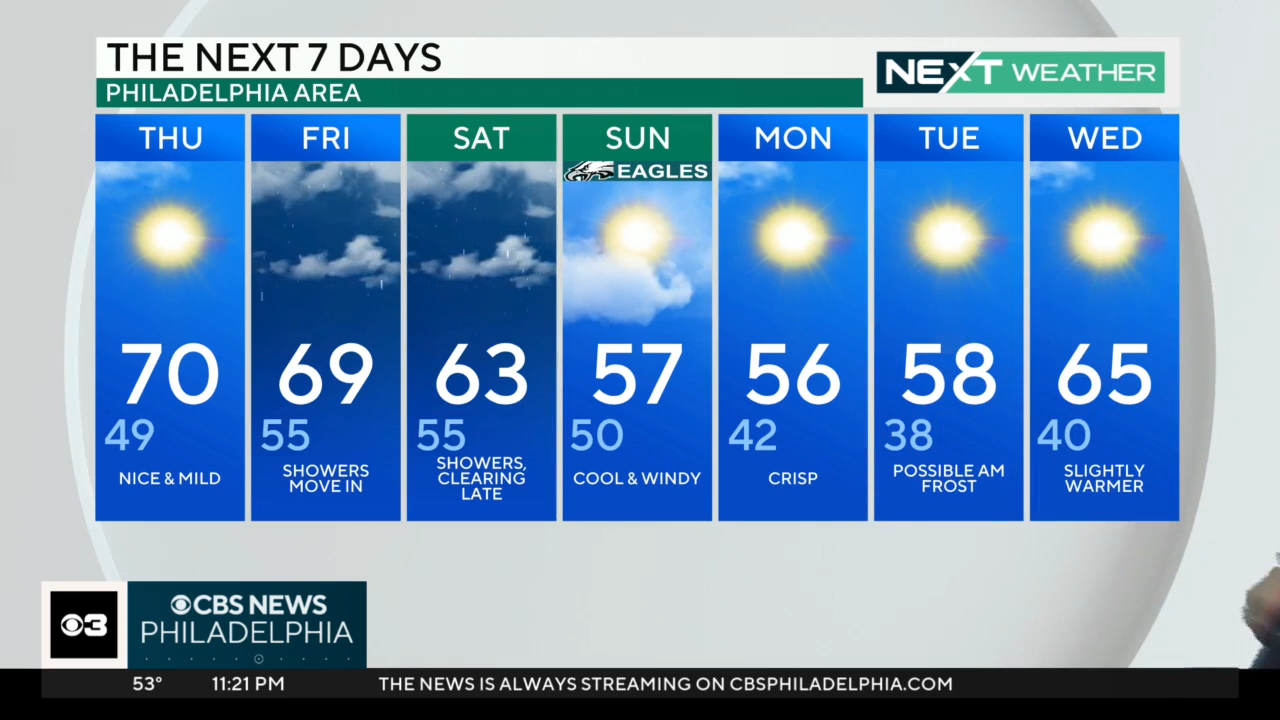 THE NEXT 7 DAYS
NEXT WEATHER
PHILADELPHIA AREA
THU
FRI
SAT
SUN
MON
TUE
WED
EAGLES
70
69
63
57
56
58
65
49
55
55
50
42
38
40
NICE & MILD
SHOWERS
MOVE IN
SHOWERS,
CLEARING
LATE
COOL & WINDY
CRISP
POSSIBLE AM
FROST
SLIGHTLY
WARMER
3
CBS NEWS
PHILADELPHIA
53° 11:21 PM THE NEWS IS ALWAYS STREAMING ON CBSPHILADELPHIA.COM